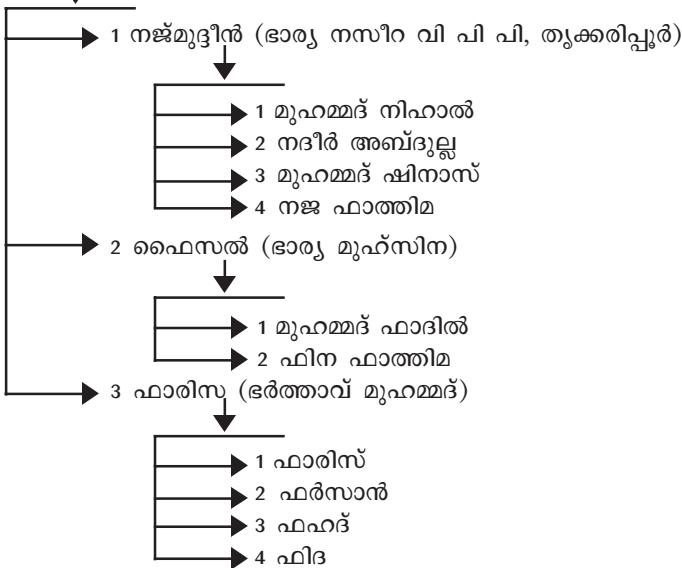 1 നജ്മുദ്ദീൻ (ഭാര്യ നസീറ വി പി പി, തൃക്കരിപ്പൂർ)
1 മുഹമ്മദ് നിഹാൽ
2 നദീർ അബ്ദുല്ല
3 മുഹമ്മദ് ഷിനാസ്
4 നജ ഫാത്തിമ
2 ഫൈസൽ (ഭാര്യ മുഹ്സിന)
1 മുഹമ്മദ് ഫാദിൽ
2 ഫിന ഫാത്തിമ
3 ഫാരിസ (ഭർത്താവ് മുഹമ്മദ്)
1 ഫാരിസ്
2 ഫർസാൻ
3 ഫഹദ്
4 ഫിദ